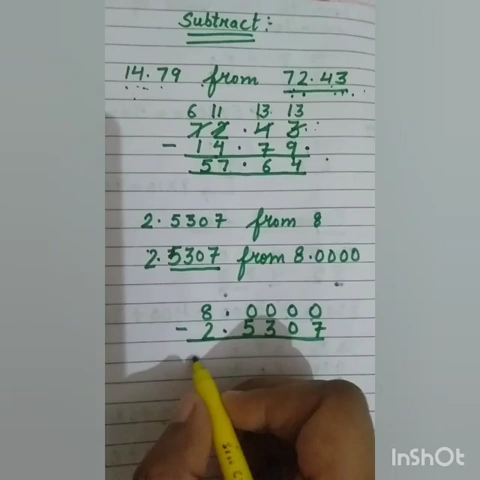 Subtract:
14.79 from 72.43
6 11 13 13
72.43
- 14.79
57.64
2.5307 from 8
2.5307 from 8.0000
8.0000
- 2.5307
InShOt